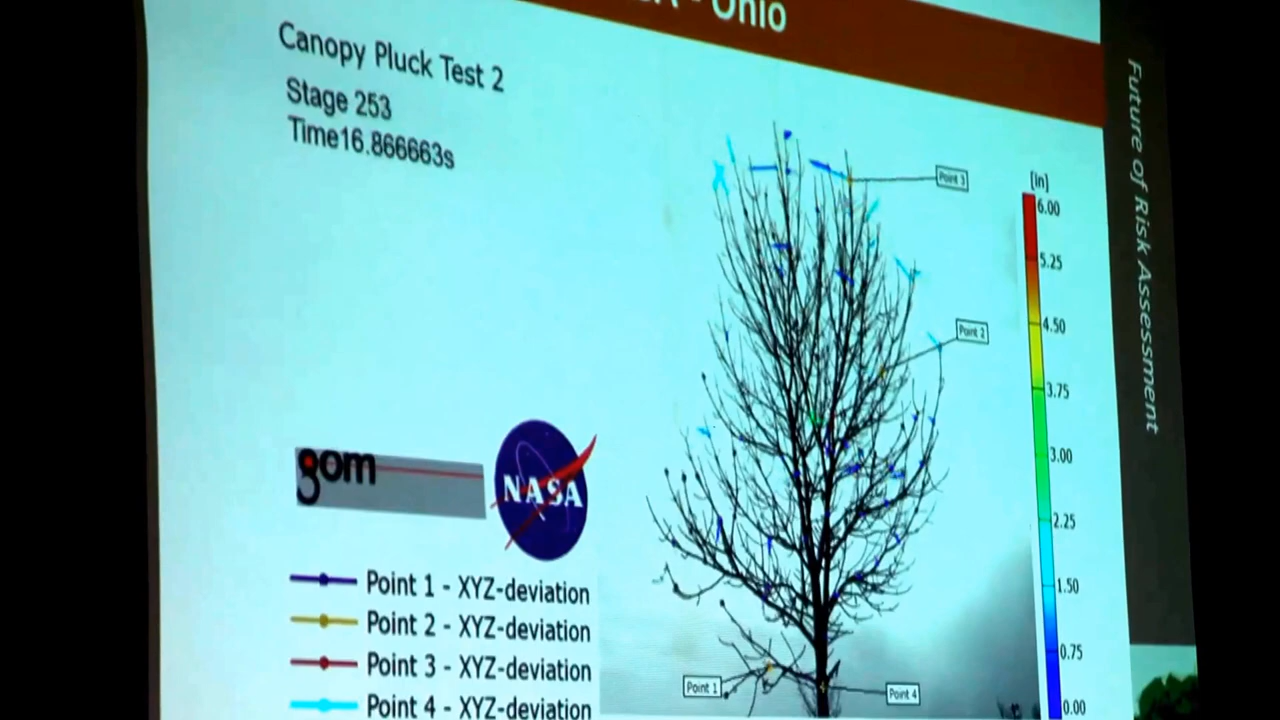 - Ohio
Canopy Pluck Test 2
Stage 253
Time16.866663s
gom
NASA
Point 1 - XYZ-deviation
Point 2 - XYZ-deviation
Point 3 - XYZ-deviation
Point 4 - XYZ-deviation
Point 3
Point 2
Point 1
Point 4
[in]
6.00
5.25
4.50
3.75
3.00
2.25
1.50
0.75
0.00
Future of Risk Assessment